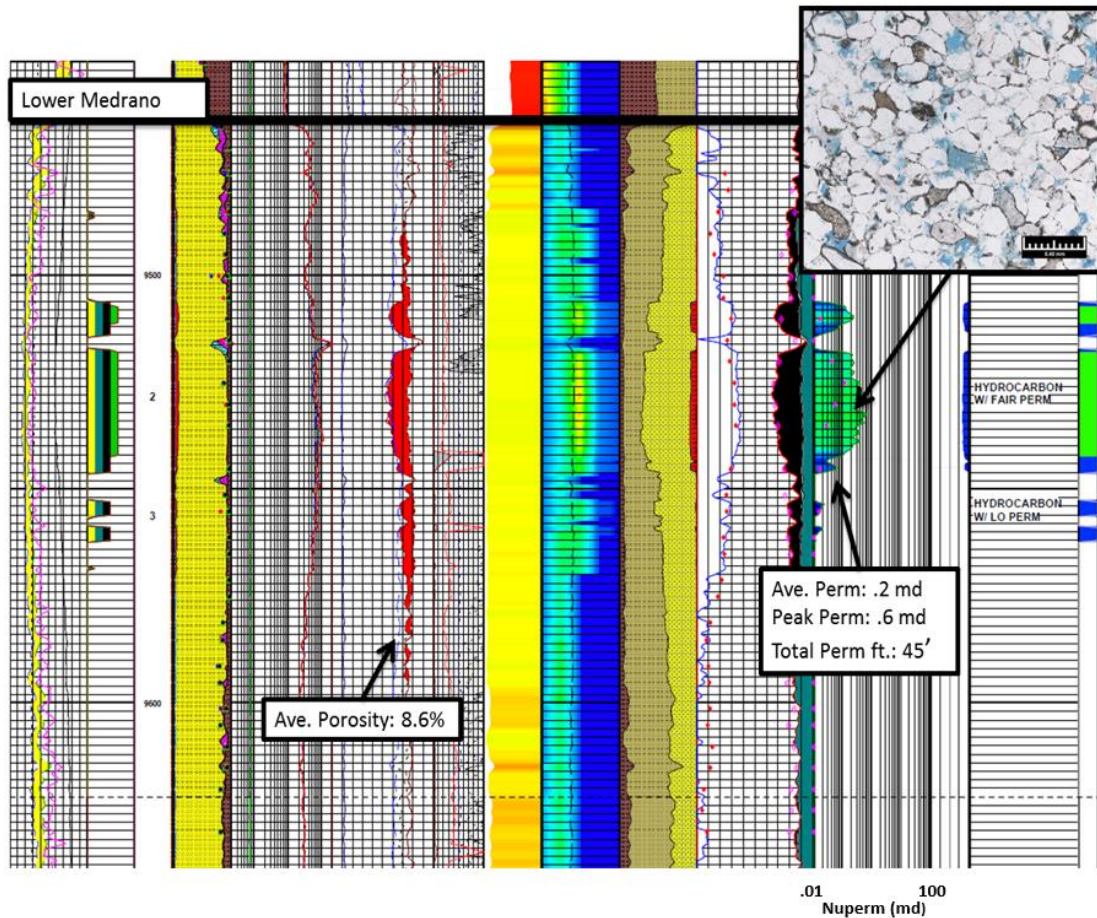 Lower Medrano
9500
2
HYDROCARBON
W/ FAIR PERM
3
HYDROCARBON
W/ LO PERM
Ave. Perm: .2 md
Peak Perm: .6 md
Total Perm ft.: 45’
9600
Ave. Porosity: 8.6%
.01 100
Nuperm (md)